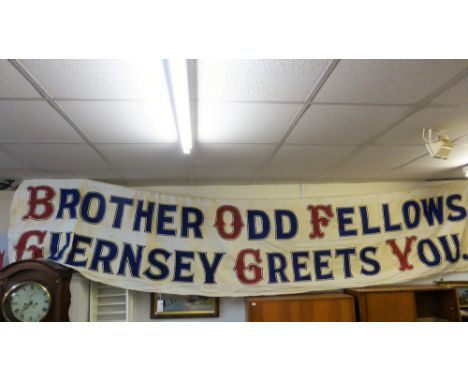 BROTHER ODD FELLOWS
GUERNSEY GREETS YOU.